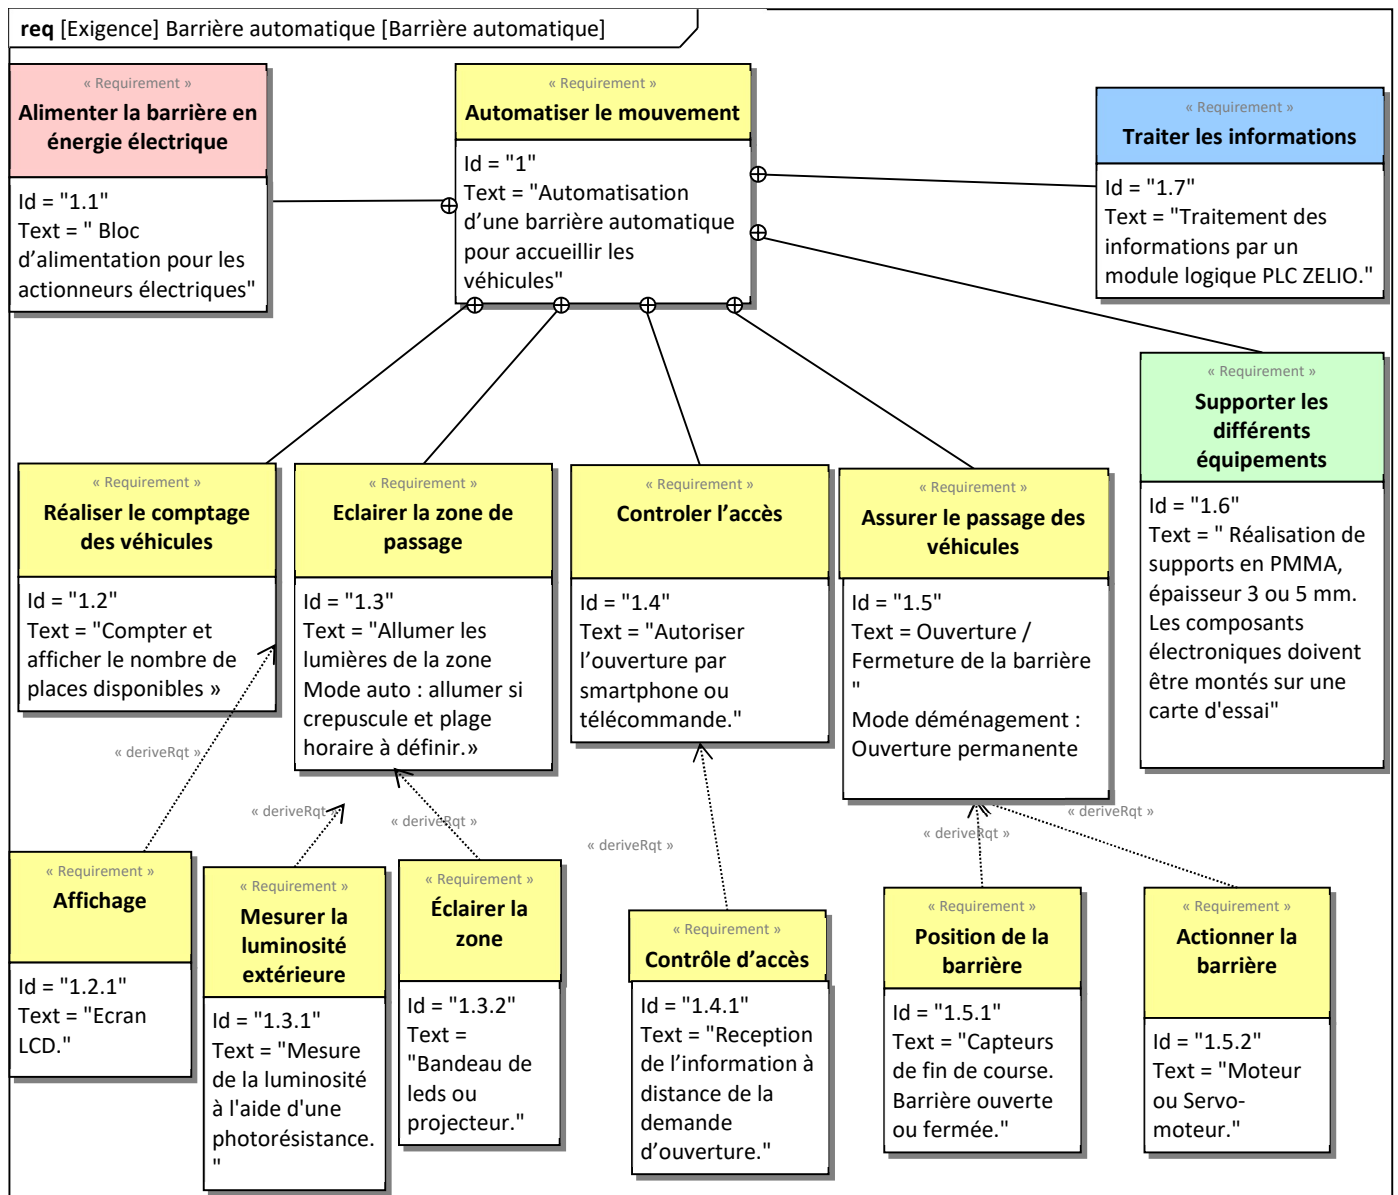 req [Exigence] Barrière automatique [Barrière automatique]
« Requirement »
Alimenter la barrière en
énergie électrique
Id = "1.1"
Text = " Bloc
d’alimentation pour les
actionneurs électriques"
« Requirement »
Automatiser le mouvement
Id = "1"
Text = "Automatisation
d’une barrière automatique
pour accueillir les
véhicules"
« Requirement »
Traiter les informations
Id = "1.7"
Text = "Traitement des
informations par un
module logique PLC ZELIO."
« Requirement »
Réaliser le comptage
des véhicules
Id = "1.2"
Text = "Compter et
afficher le nombre de
places disponibles »
« Requirement »
Eclairer la zone de
passage
Id = "1.3"
Text = "Allumer les
lumières de la zone
Mode auto : allumer si
crepuscule et plage
horaire à définir.»
« Requirement »
Controler l’accès
Id = "1.4"
Text = "Autoriser
l’ouverture par
smartphone ou
télécommande."
« Requirement »
Assurer le passage des
véhicules
Id = "1.5"
Text = Ouverture /
Fermeture de la barrière
"
Mode déménagement :
Ouverture permanente
« Requirement »
Supporter les
différents
équipements
Id = "1.6"
Text = " Réalisation de
supports en PMMA,
épaisseur 3 ou 5 mm.
Les composants
électroniques doivent
être montés sur une
carte d'essai"
« deriveRqt »
« deriveRqt »
« deriveRqt »
« deriveRqt »
« deriveRqt »
« deriveRqt »
« Requirement »
Affichage
Id = "1.2.1"
Text = "Ecran
LCD."
« Requirement »
Mesurer la
luminosité
extérieure
Id = "1.3.1"
Text = "Mesure
de la luminosité
à l'aide d'une
photorésistance.
"
« Requirement »
Éclairer la
zone
Id = "1.3.2"
Text =
"Bandeau de
leds ou
projecteur."
« Requirement »
Contrôle d’accès
Id = "1.4.1"
Text = "Reception
de l’information à
distance de la
demande
d’ouverture."
« Requirement »
Position de la
barrière
Id = "1.5.1"
Text = "Capteurs
de fin de course.
Barrière ouverte
ou fermée."
« Requirement »
Actionner la
barrière
Id = "1.5.2"
Text = "Moteur
ou Servo-
moteur."